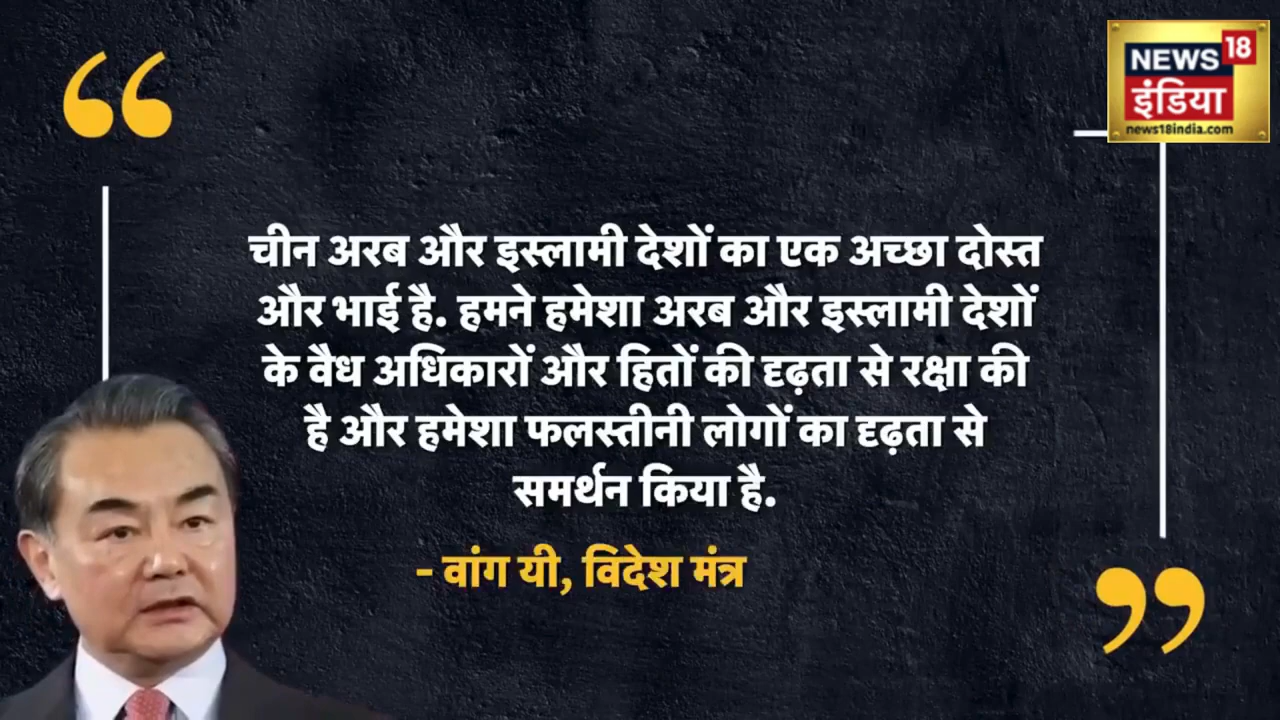 NEWS 18
इंडिया
news18india.com
चीन अरब और इस्लामी देशों का एक अच्छा दोस्त
और भाई है. हमने हमेशा अरब और इस्लामी देशों
के वैध अधिकारों और हितों की दृढ़ता से रक्षा की
है और हमेशा फलस्तीनी लोगों का दृढ़ता से
समर्थन किया है.
- वांग यी, विदेश मंत्र